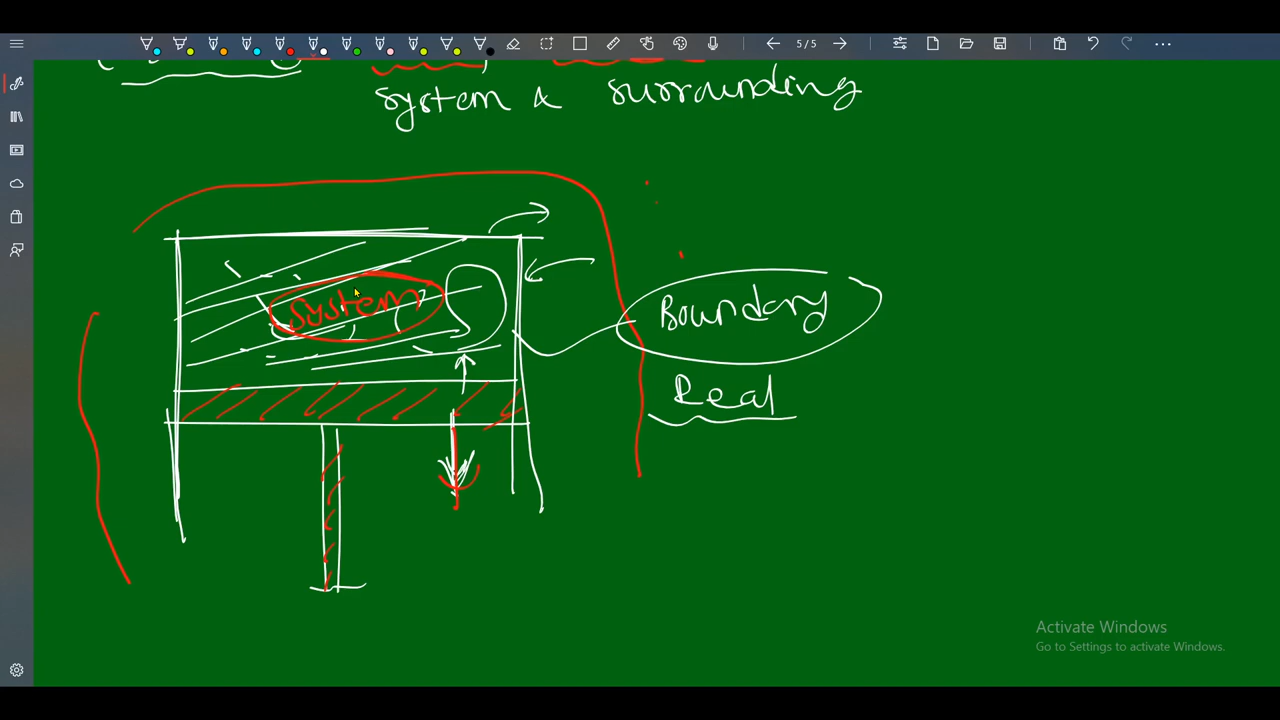 5/5
system & surrounding
system
Boundary
Real
Activate Windows
Go to Settings to activate Windows.